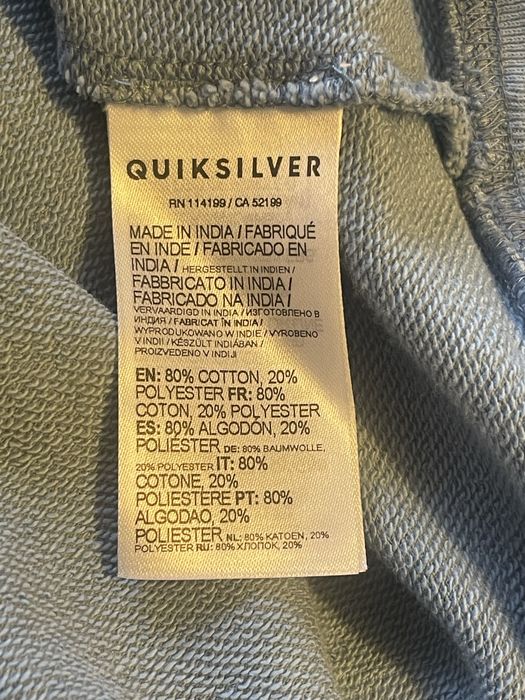 QUIKSILVER
RN 114199 / CA 52199
MADE IN INDIA / FABRIQUÉ
EN INDE / FABRICADO EN
INDIA / HERGESTELLT IN INDIEN /
FABBRICATO IN INDIA /
FABRICADO NA INDIA /
VERVAARDIGD IN INDIA / ИЗГОТОВЛЕНО В
ИНДИЯ / FABRICAT ÎN INDIA /
WYPRODUKOWANO W INDIE / VYROBENO
V INDII / KÉSZÜLT INDIÁBAN /
PROIZVEDENO V INDIJI
EN: 80% COTTON, 20%
POLYESTER FR: 80%
COTON, 20% POLYESTER
ES: 80% ALGODÓN, 20%
POLIÉSTER DE: 80% BAUMWOLLE,
20% POLYESTER IT: 80%
COTONE, 20%
POLIESTERE PT: 80%
ALGODAO, 20%
POLIESTER NL: 80% KATOEN, 20%
POLYESTER RU: 80% ХЛОПОК, 20%